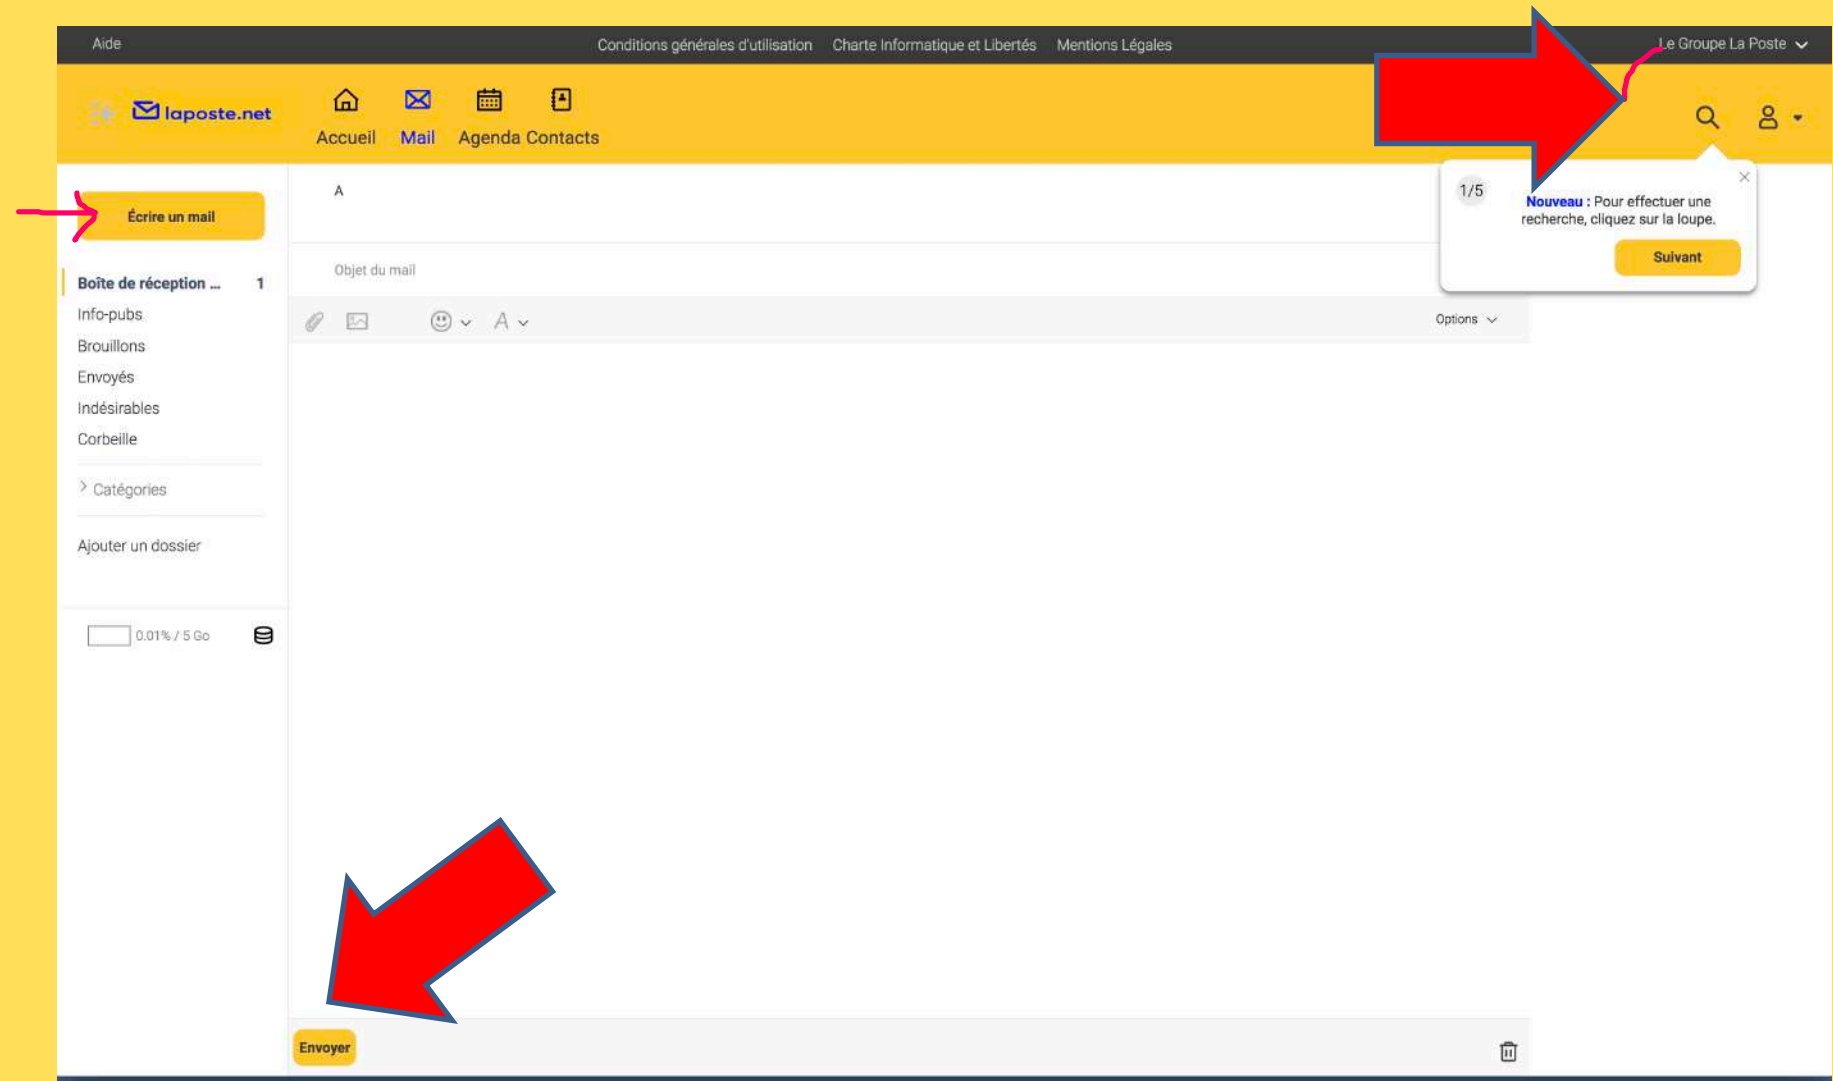 Aide
Conditions générales d'utilisation Charte Informatique et Libertés Mentions Légales
Le Groupe La Poste
laposte.net
Accueil Mail Agenda Contacts
Écrire un mail
Boîte de réception ... 1
Info-pubs
Brouillons
Envoyés
Indésirables
Corbeille
Catégories
Ajouter un dossier
0.01% / 5 Go
A
Objet du mail
A
Options
1/5
Nouveau : Pour effectuer une
recherche, cliquez sur la loupe.
Suivant
Envoyer